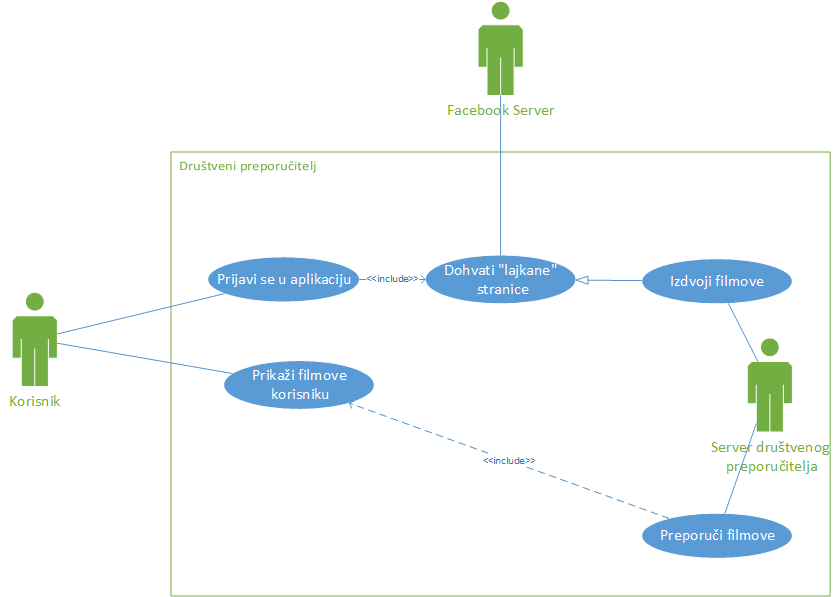 Facebook Server
Društveni preporučitelj
Prijavi se u aplikaciju
<<include>>
Dohvati "lajkane"
stranice
Izdvoji filmove
Korisnik
Prikaži filmove
korisniku
Server društvenog
preporučitelja
<<include>>
Preporuči filmove